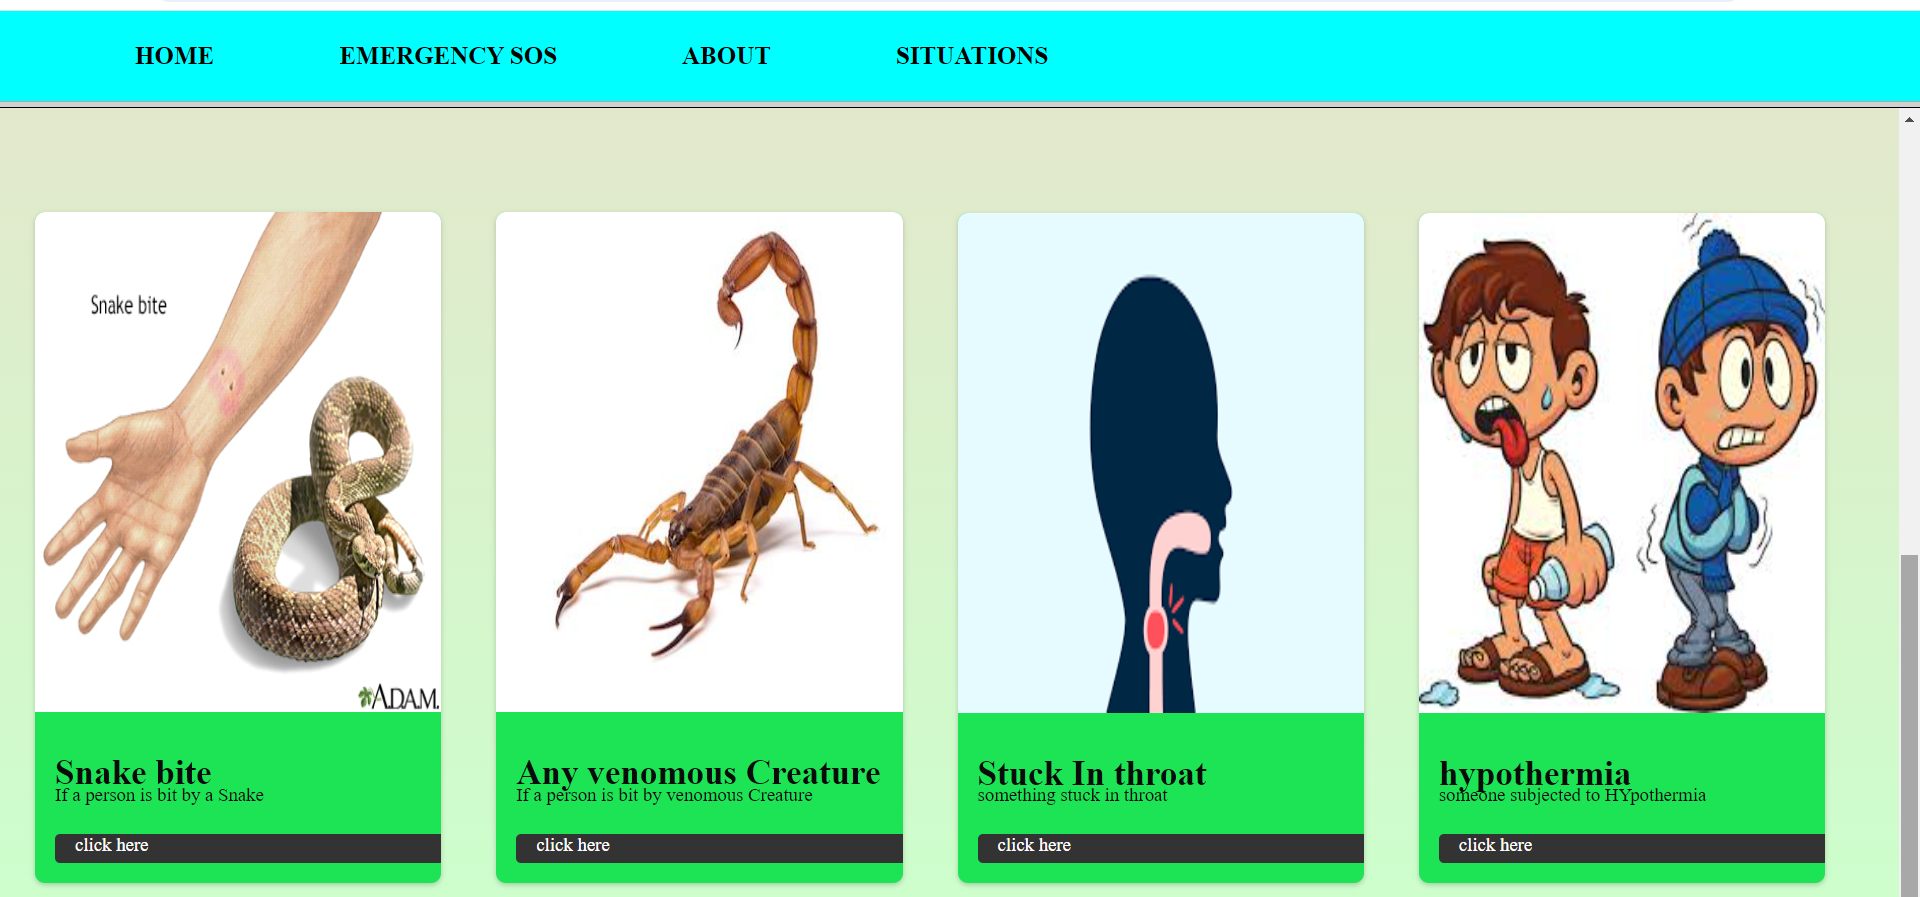 HOME EMERGENCY SOS ABOUT SITUATIONS
Snake bite
ADAM.
Snake bite
If a person is bit by a Snake
click here
Any venomous Creature
If a person is bit by venomous Creature
click here
Stuck In throat
something stuck in throat
click here
hypothermia
someone subjected to HYpothermia
click here